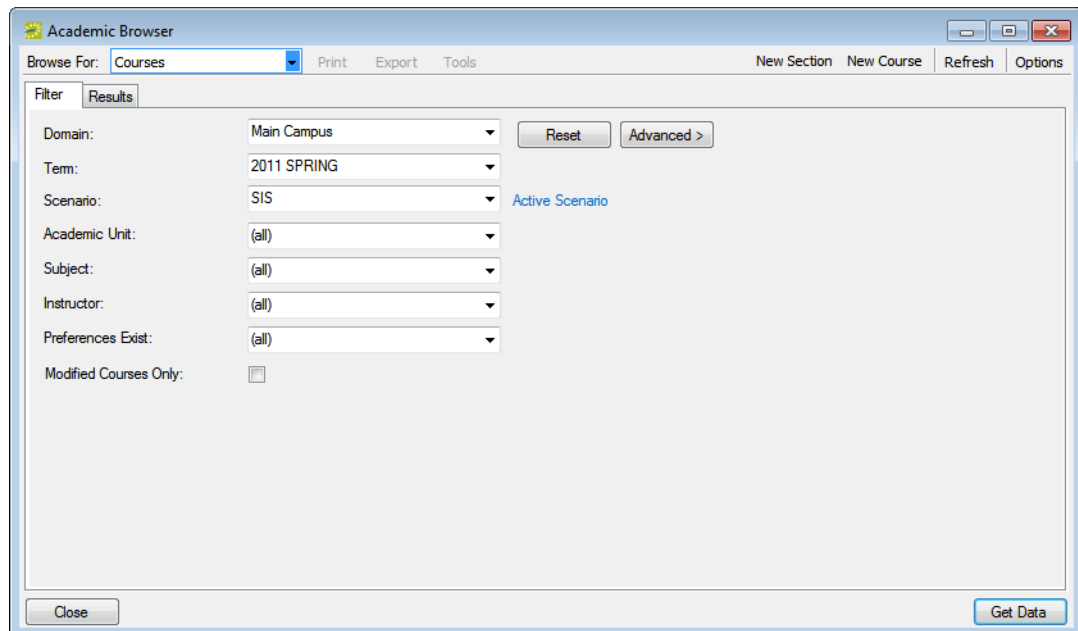 Academic Browser
Browse For: Courses Print Export Tools New Section New Course Refresh Options
Filter Results
Domain: Main Campus Reset Advanced >
Term: 2011 SPRING
Scenario: SIS Active Scenario
Academic Unit: (all)
Subject: (all)
Instructor: (all)
Preferences Exist: (all)
Modified Courses Only:
Close Get Data